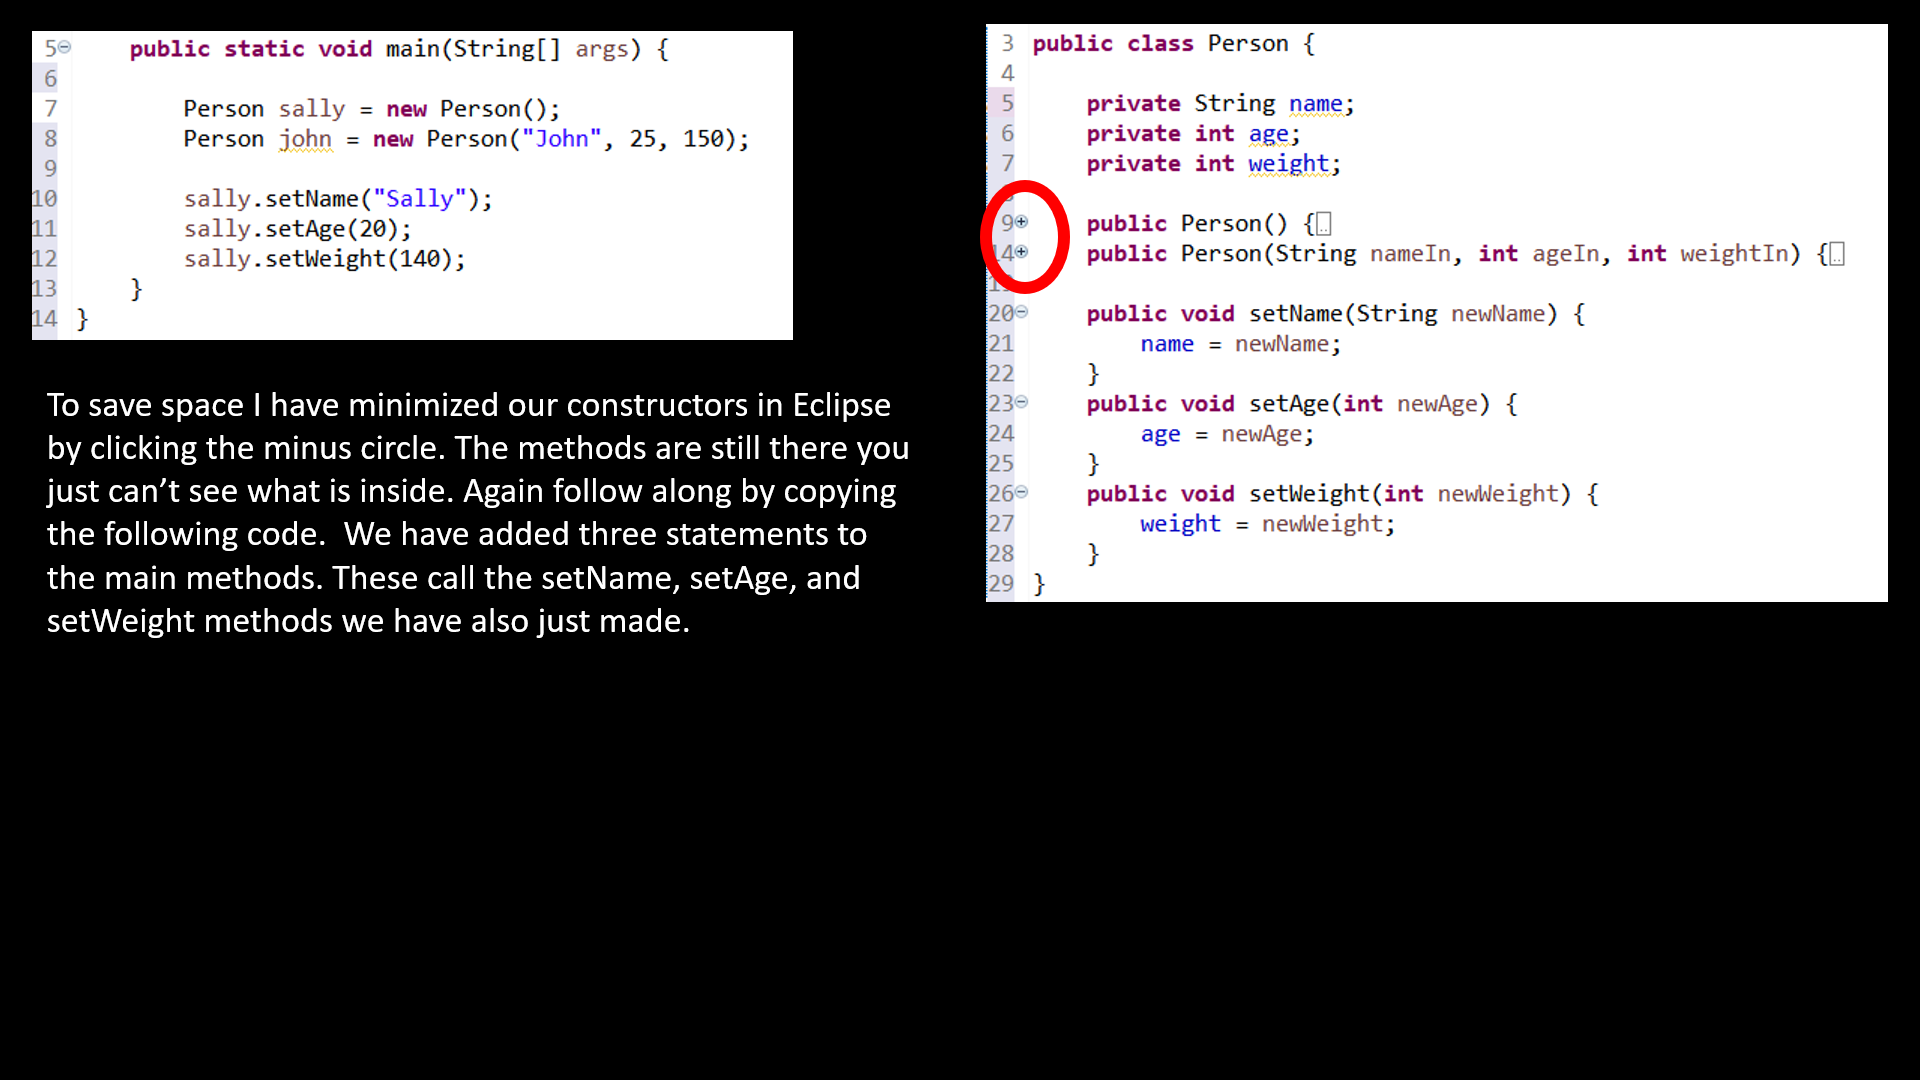 5 public static void main(String[] args) {
6
7 Person sally = new Person();
8 Person john = new Person("John", 25, 150);
9
10 sally.setName("Sally");
11 sally.setAge(20);
12 sally.setWeight(140);
13 }
14 }
To save space I have minimized our constructors in Eclipse
by clicking the minus circle. The methods are still there you
just can’t see what is inside. Again follow along by copying
the following code.  We have added three statements to
the main methods. These call the setName, setAge, and
setWeight methods we have also just made.
3 public class Person {
4
5 private String name;
6 private int age;
7 private int weight;
9 public Person() {
14 public Person(String nameIn, int ageIn, int weightIn) {
20 public void setName(String newName) {
21 name = newName;
22 }
23 public void setAge(int newAge) {
24 age = newAge;
25 }
26 public void setWeight(int newWeight) {
27 weight = newWeight;
28 }
29 }